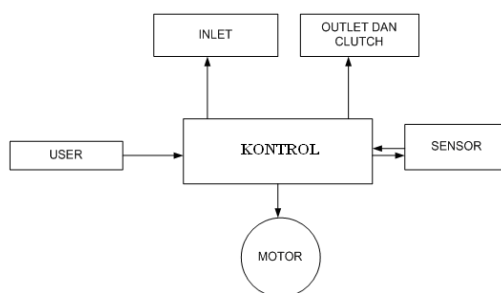 INLET
OUTLET DAN
CLUTCH
USER
KONTROL
SENSOR
MOTOR